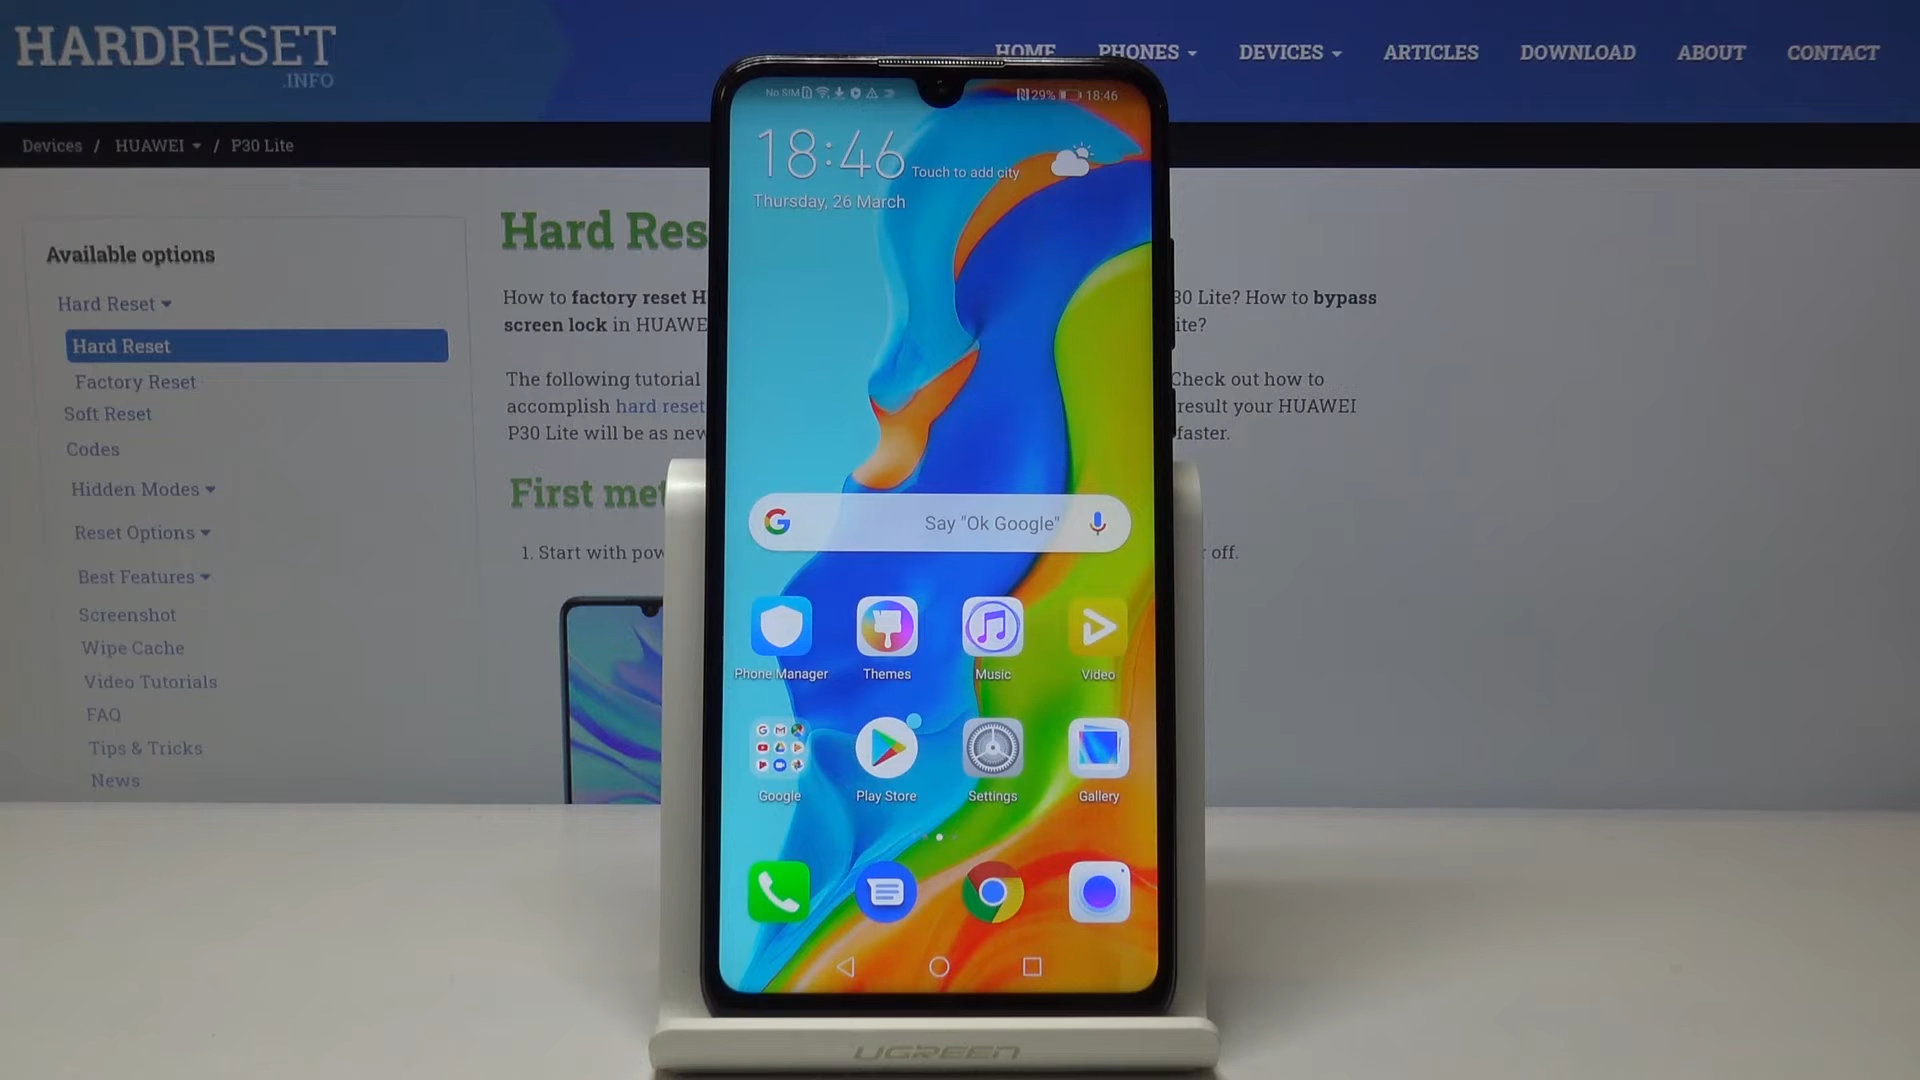 HARDRESET
.INFO
HOME PHONES DEVICES ARTICLES DOWNLOAD ABOUT CONTACT
Devices / HUAWEI / P30 Lite
Available options
Hard Reset
Hard Reset
Factory Reset
Soft Reset
Codes
Hidden Modes
Reset Options
Best Features
Screenshot
Wipe Cache
Video Tutorials
FAQ
Tips & Tricks
News
Hard Res
How to factory reset H 30 Lite? How to bypass
screen lock in HUAWE ite?
The following tutorial Check out how to
accomplish hard reset result your HUAWEI
P30 Lite will be as new faster.
First met
1. Start with pow off.
No SIM 29% 18:46
18:46 Touch to add city
Thursday, 26 March
Say "Ok Google"
Phone Manager Themes Music Video
Google Play Store Settings Gallery
UGREEN